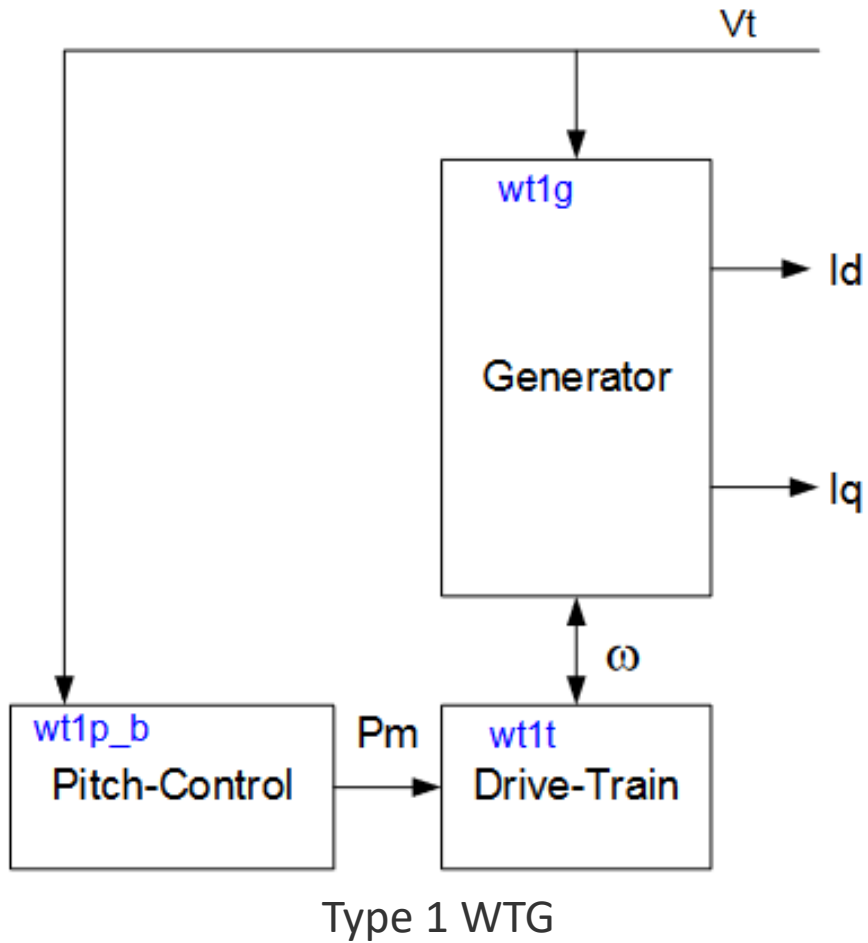 Vt
wt1g
Id
Generator
Iq
ω
wt1p_b
Pm
wt1t
Pitch-Control
Drive-Train
Type 1 WTG